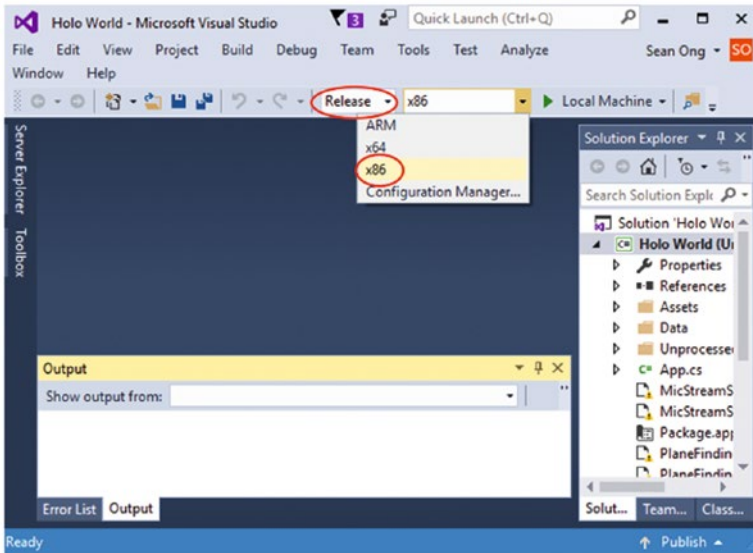 Holo World - Microsoft Visual Studio
3
Quick Launch (Ctrl+Q)
File Edit View Project Build Debug Team Tools Test Analyze
Sean Ong
SO
Window Help
Release
x86
Local Machine
ARM
x64
x86
Configuration Manager...
Server Explorer
Toolbox
Solution Explorer
Search Solution Expl
Solution 'Holo Wo
Holo World (U
Properties
References
Assets
Data
Unprocesse
C# App.cs
MicStreamS
MicStreamS
Package.ap
PlaneFindin
PlaneFindin
Output
Show output from:
Error List Output
Solut... Team... Class...
Ready
Publish